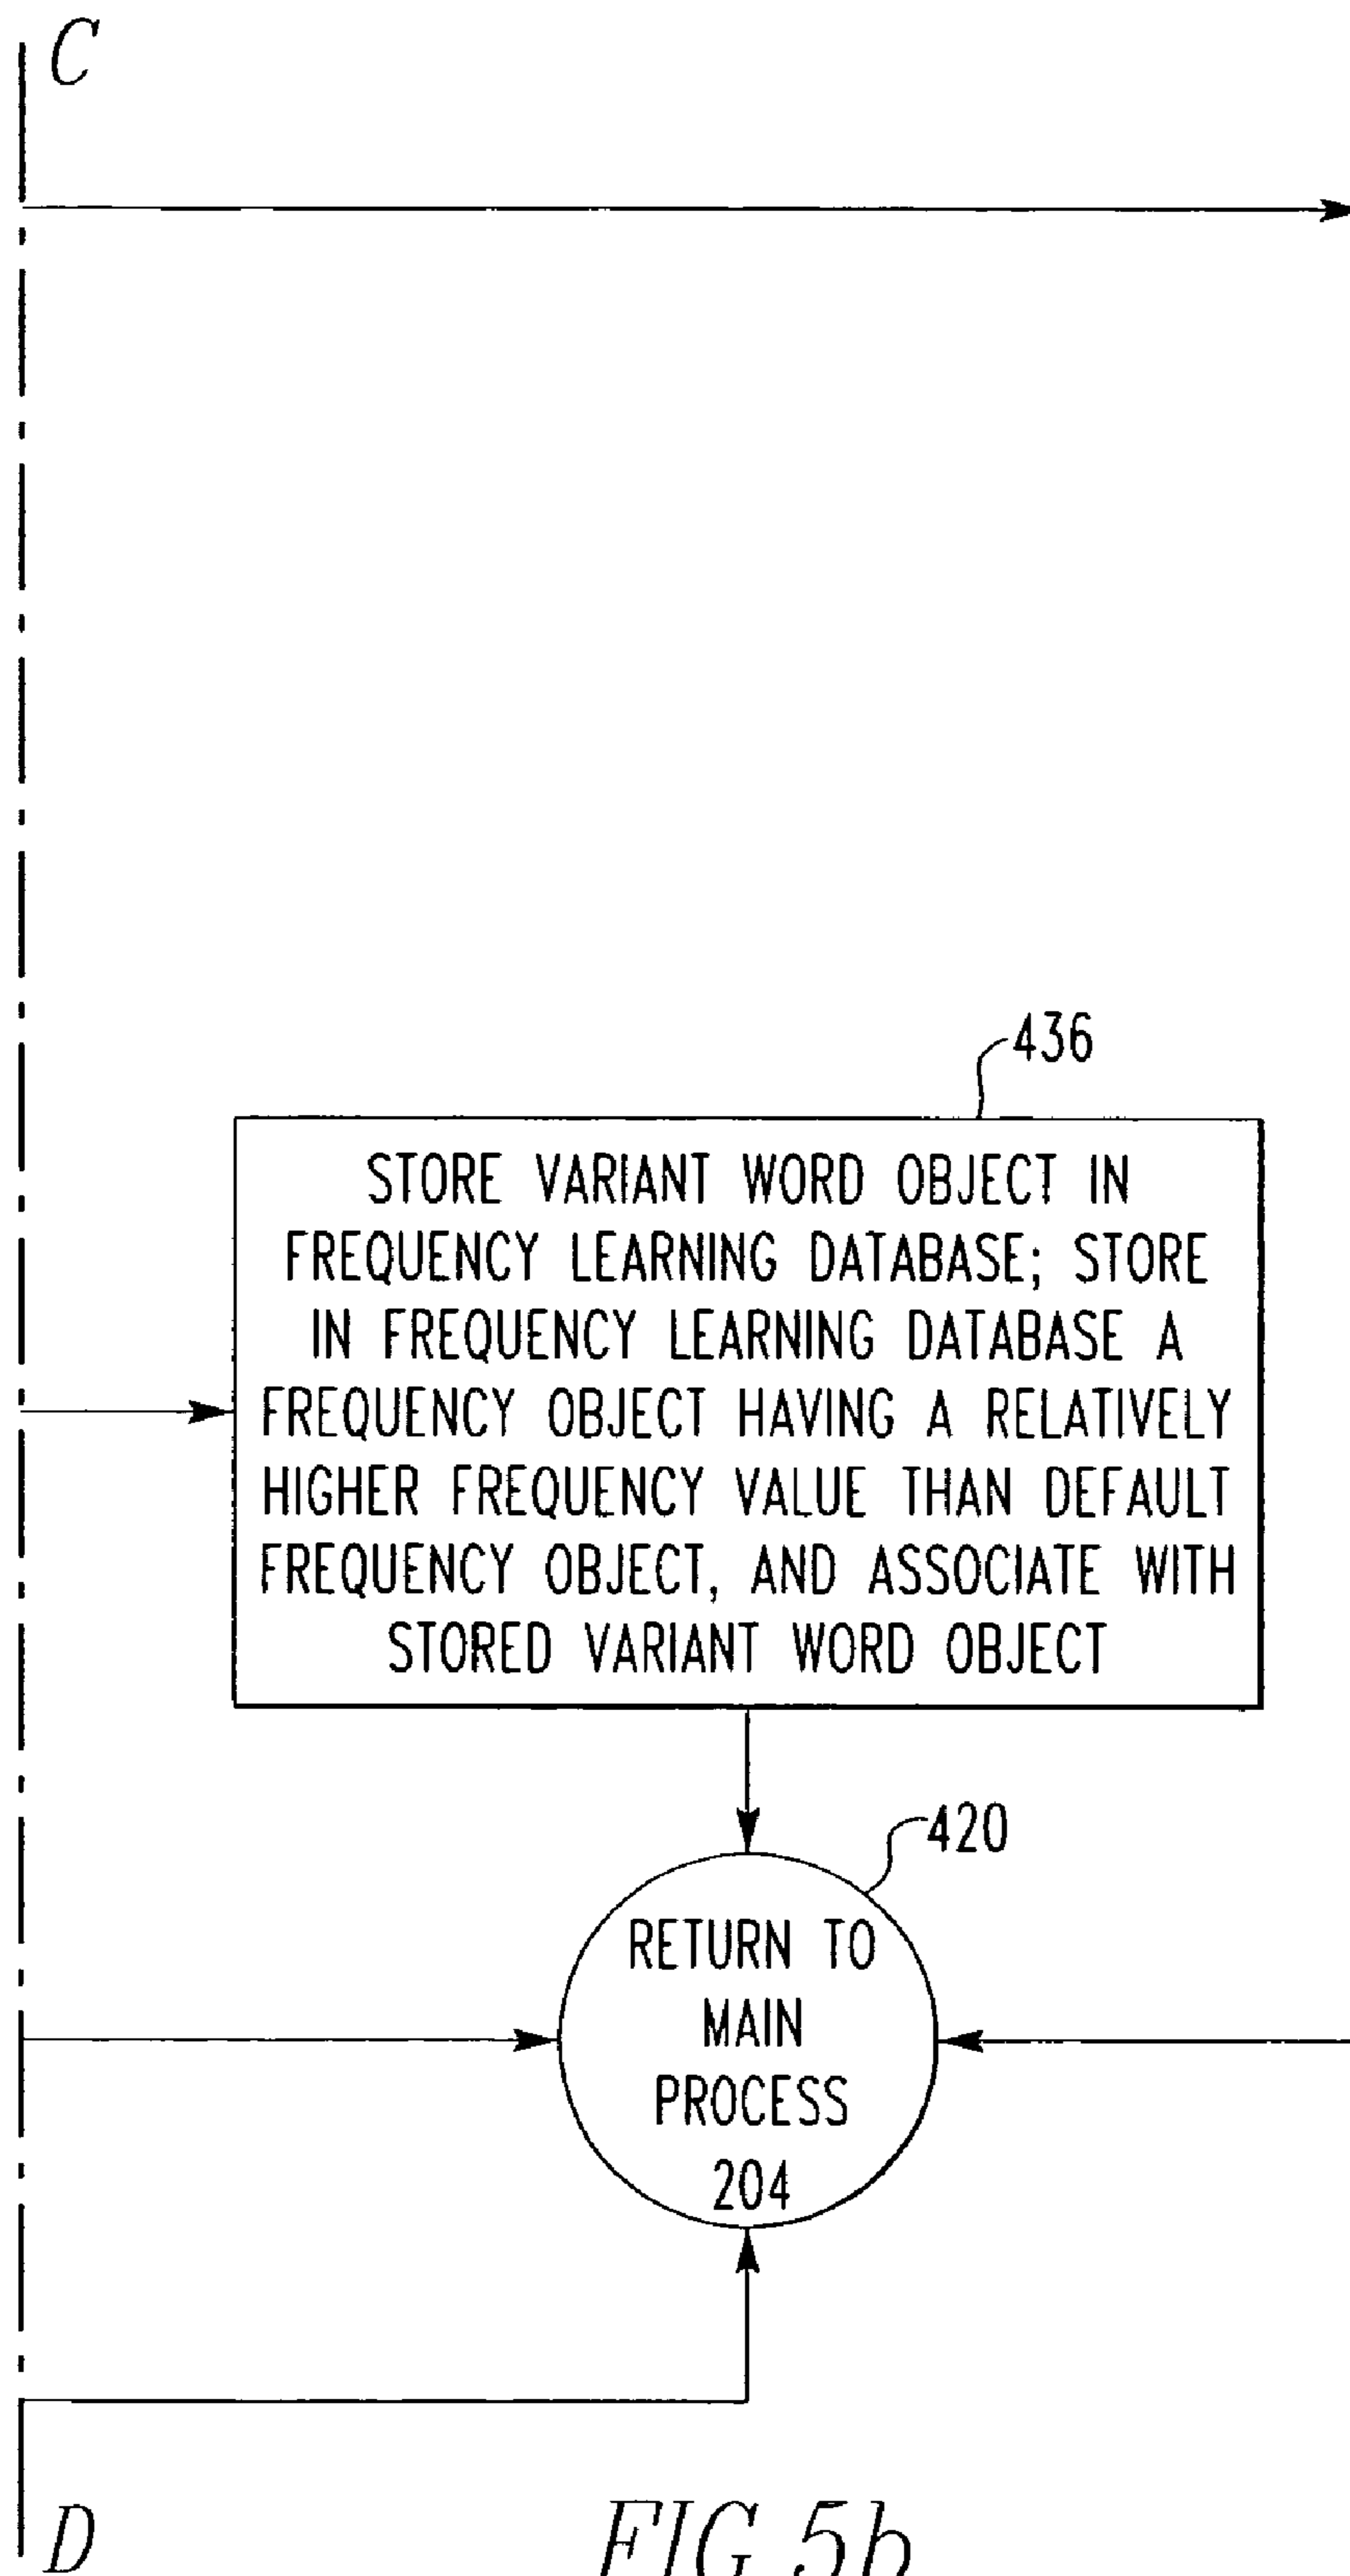 C
436
STORE VARIANT WORD OBJECT IN
FREQUENCY LEARNING DATABASE; STORE
IN FREQUENCY LEARNING DATABASE A
FREQUENCY OBJECT HAVING A RELATIVELY
HIGHER FREQUENCY VALUE THAN DEFAULT
FREQUENCY OBJECT, AND ASSOCIATE WITH
STORED VARIANT WORD OBJECT
420
RETURN TO
MAIN
PROCESS
204
D
FIG. 5b